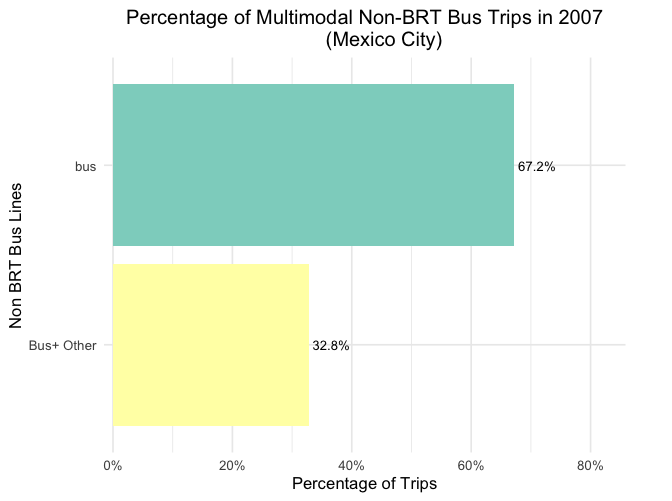 Percentage of Multimodal Non-BRT Bus Trips in 2007
(Mexico City)
Non BRT Bus Lines
bus
67.2%
Bus+ Other
32.8%
0%
20%
40%
60%
80%
Percentage of Trips